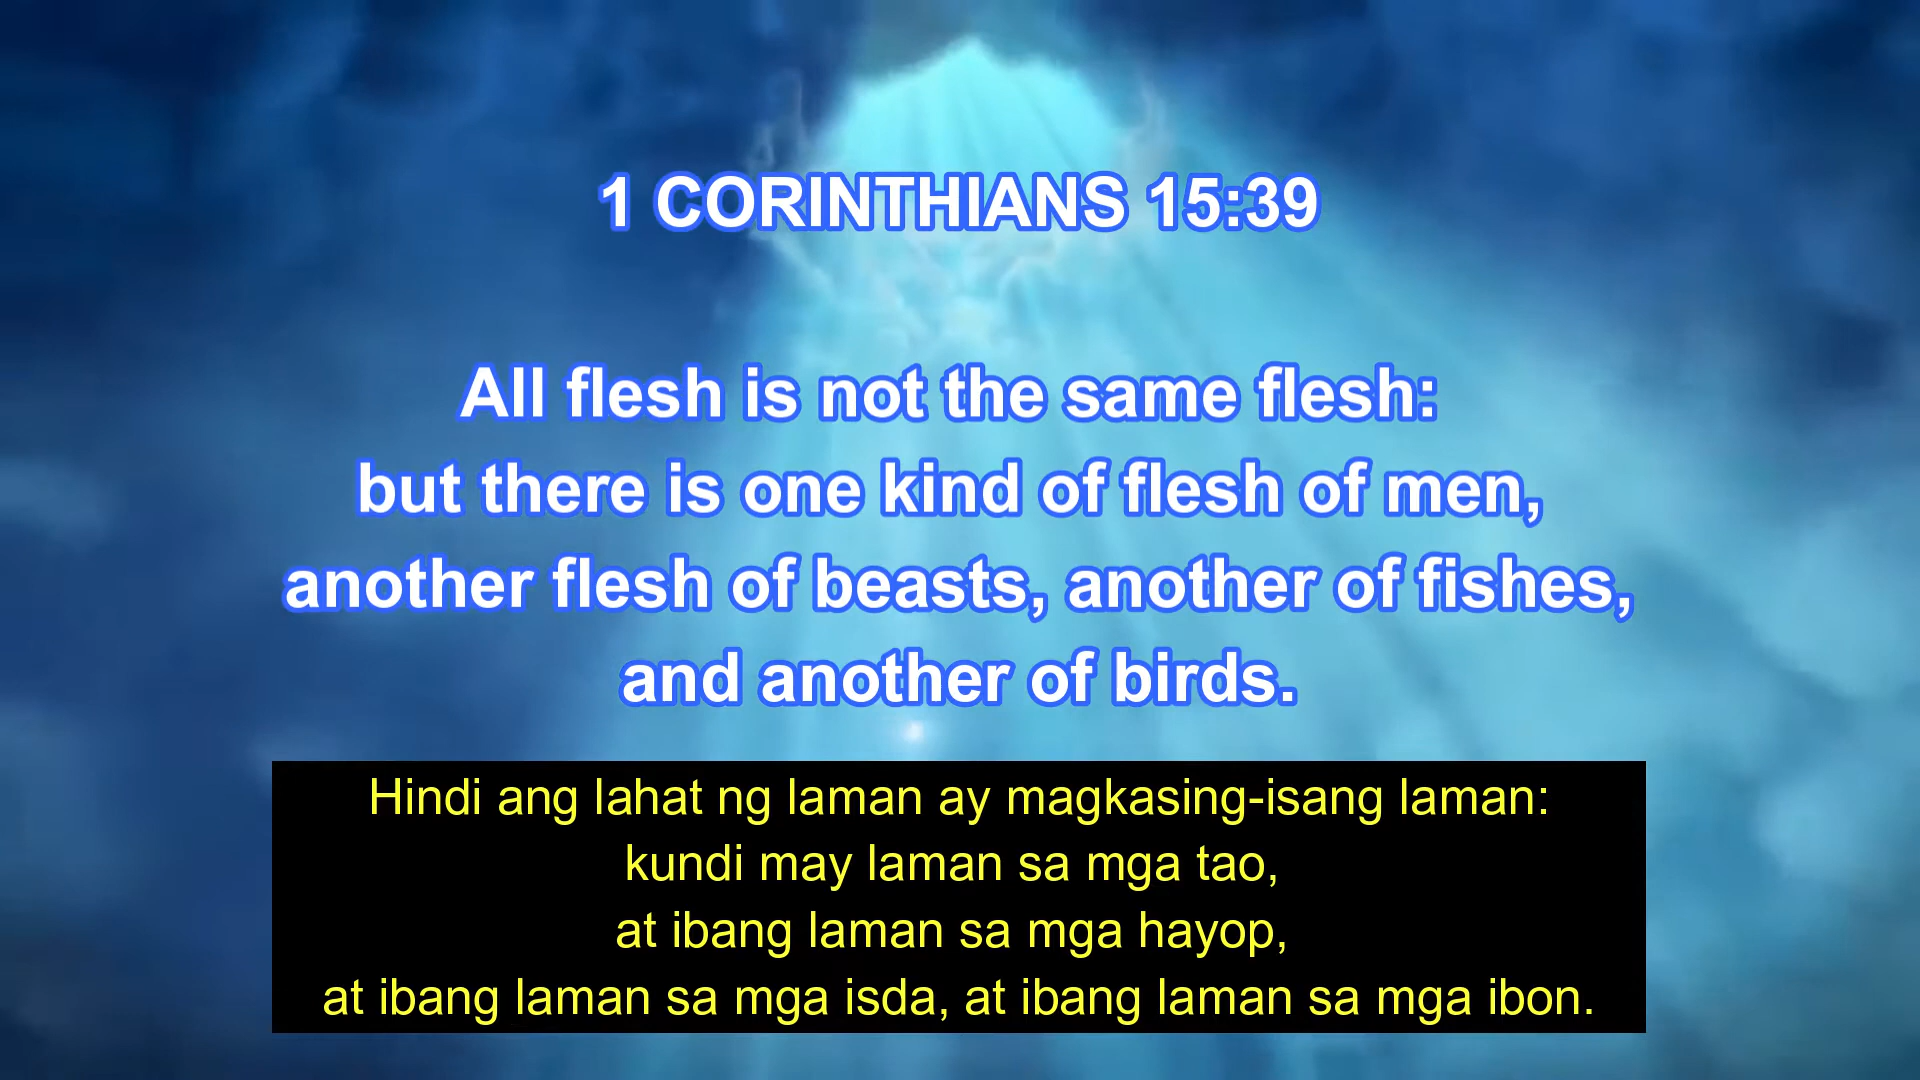 1 CORINTHIANS 15:39
All flesh is not the same flesh:
but there is one kind of flesh of men,
another flesh of beasts, another of fishes,
and another of birds.
Hindi ang lahat ng laman ay magkasing-isang laman:
kundi may laman sa mga tao,
at ibang laman sa mga hayop,
at ibang laman sa mga isda, at ibang laman sa mga ibon.